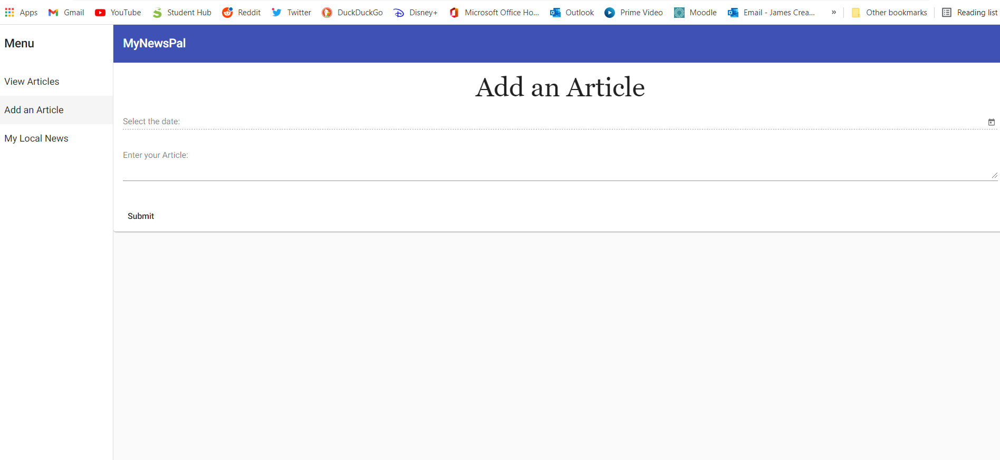 Apps Gmail YouTube Student Hub Reddit Twitter DuckDuckGo Disney+ Microsoft Office Ho... Outlook Prime Video Moodle Email - James Crea... » Other bookmarks Reading list
Menu
MyNewsPal
View Articles
Add an Article
My Local News
Add an Article
Select the date:
Enter your Article:
Submit